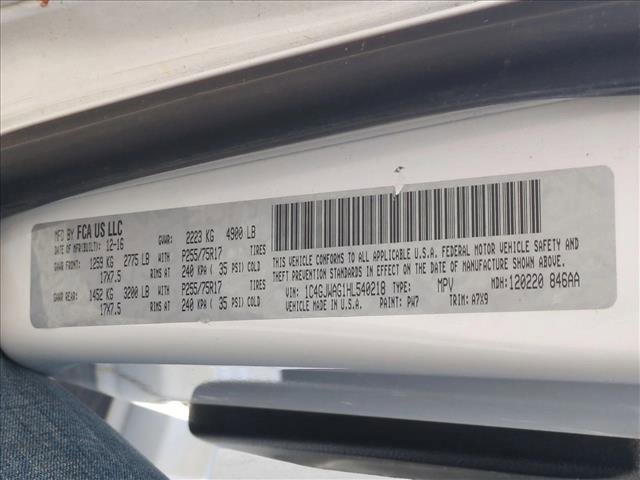 MFD BY FCA US LLC
DATE OF MFR(BUILT): 12-16 GVWR: 2223 KG 4900 LB
GAWR FRONT: 1259 KG 2775 LB WITH P255/75R17 TIRES
17X7.5 RIMS AT 240 KPA ( 35 PSI) COLD
GAWR REAR: 1452 KG 3200 LB WITH P255/75R17 TIRES
17X7.5 RIMS AT 240 KPA ( 35 PSI) COLD
THIS VEHICLE CONFORMS TO ALL APPLICABLE U.S.A. FEDERAL MOTOR VEHICLE SAFETY AND
THEFT PREVENTION STANDARDS IN EFFECT ON THE DATE OF MANUFACTURE SHOWN ABOVE.
VIN: 1C4GJWAG1HL540218 TYPE: MPV MDH: 120220 846AA
VEHICLE MADE IN U.S.A. PAINT: PW7 TRIM: A7X9